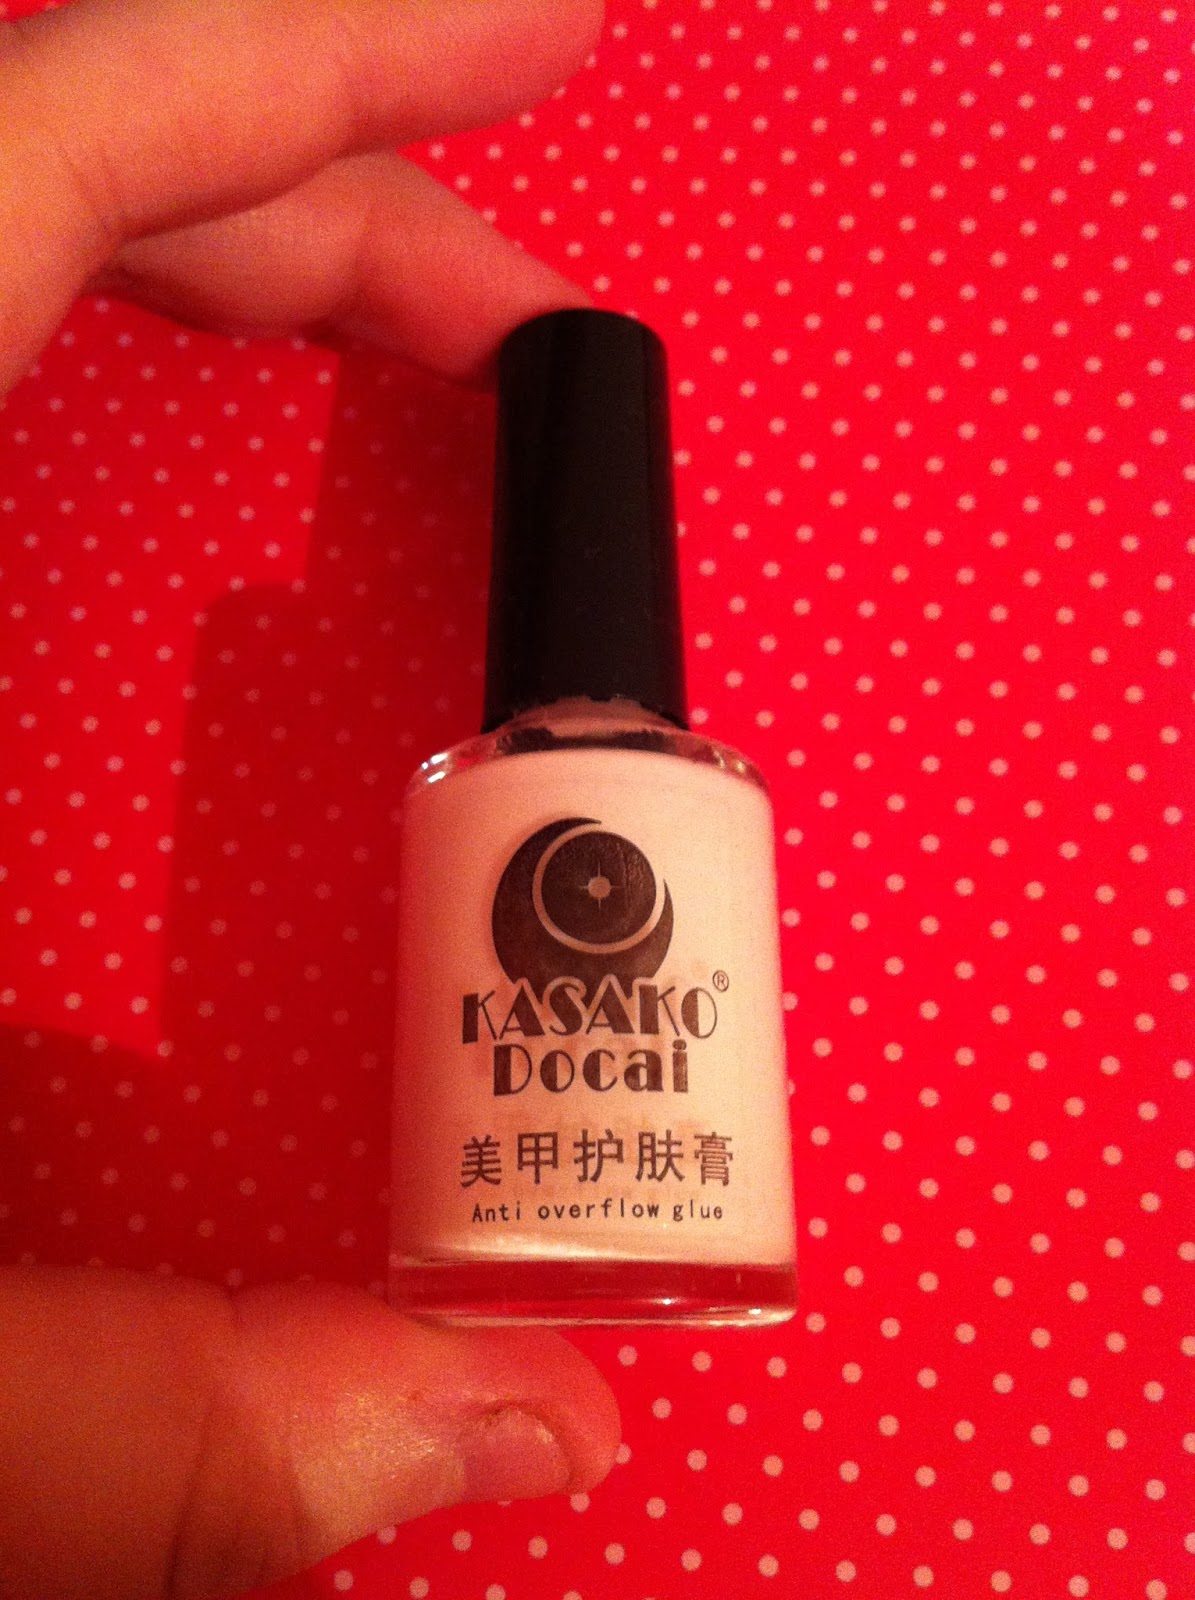 KASAKO®
Docai
美甲护肤膏
Anti overflow glue